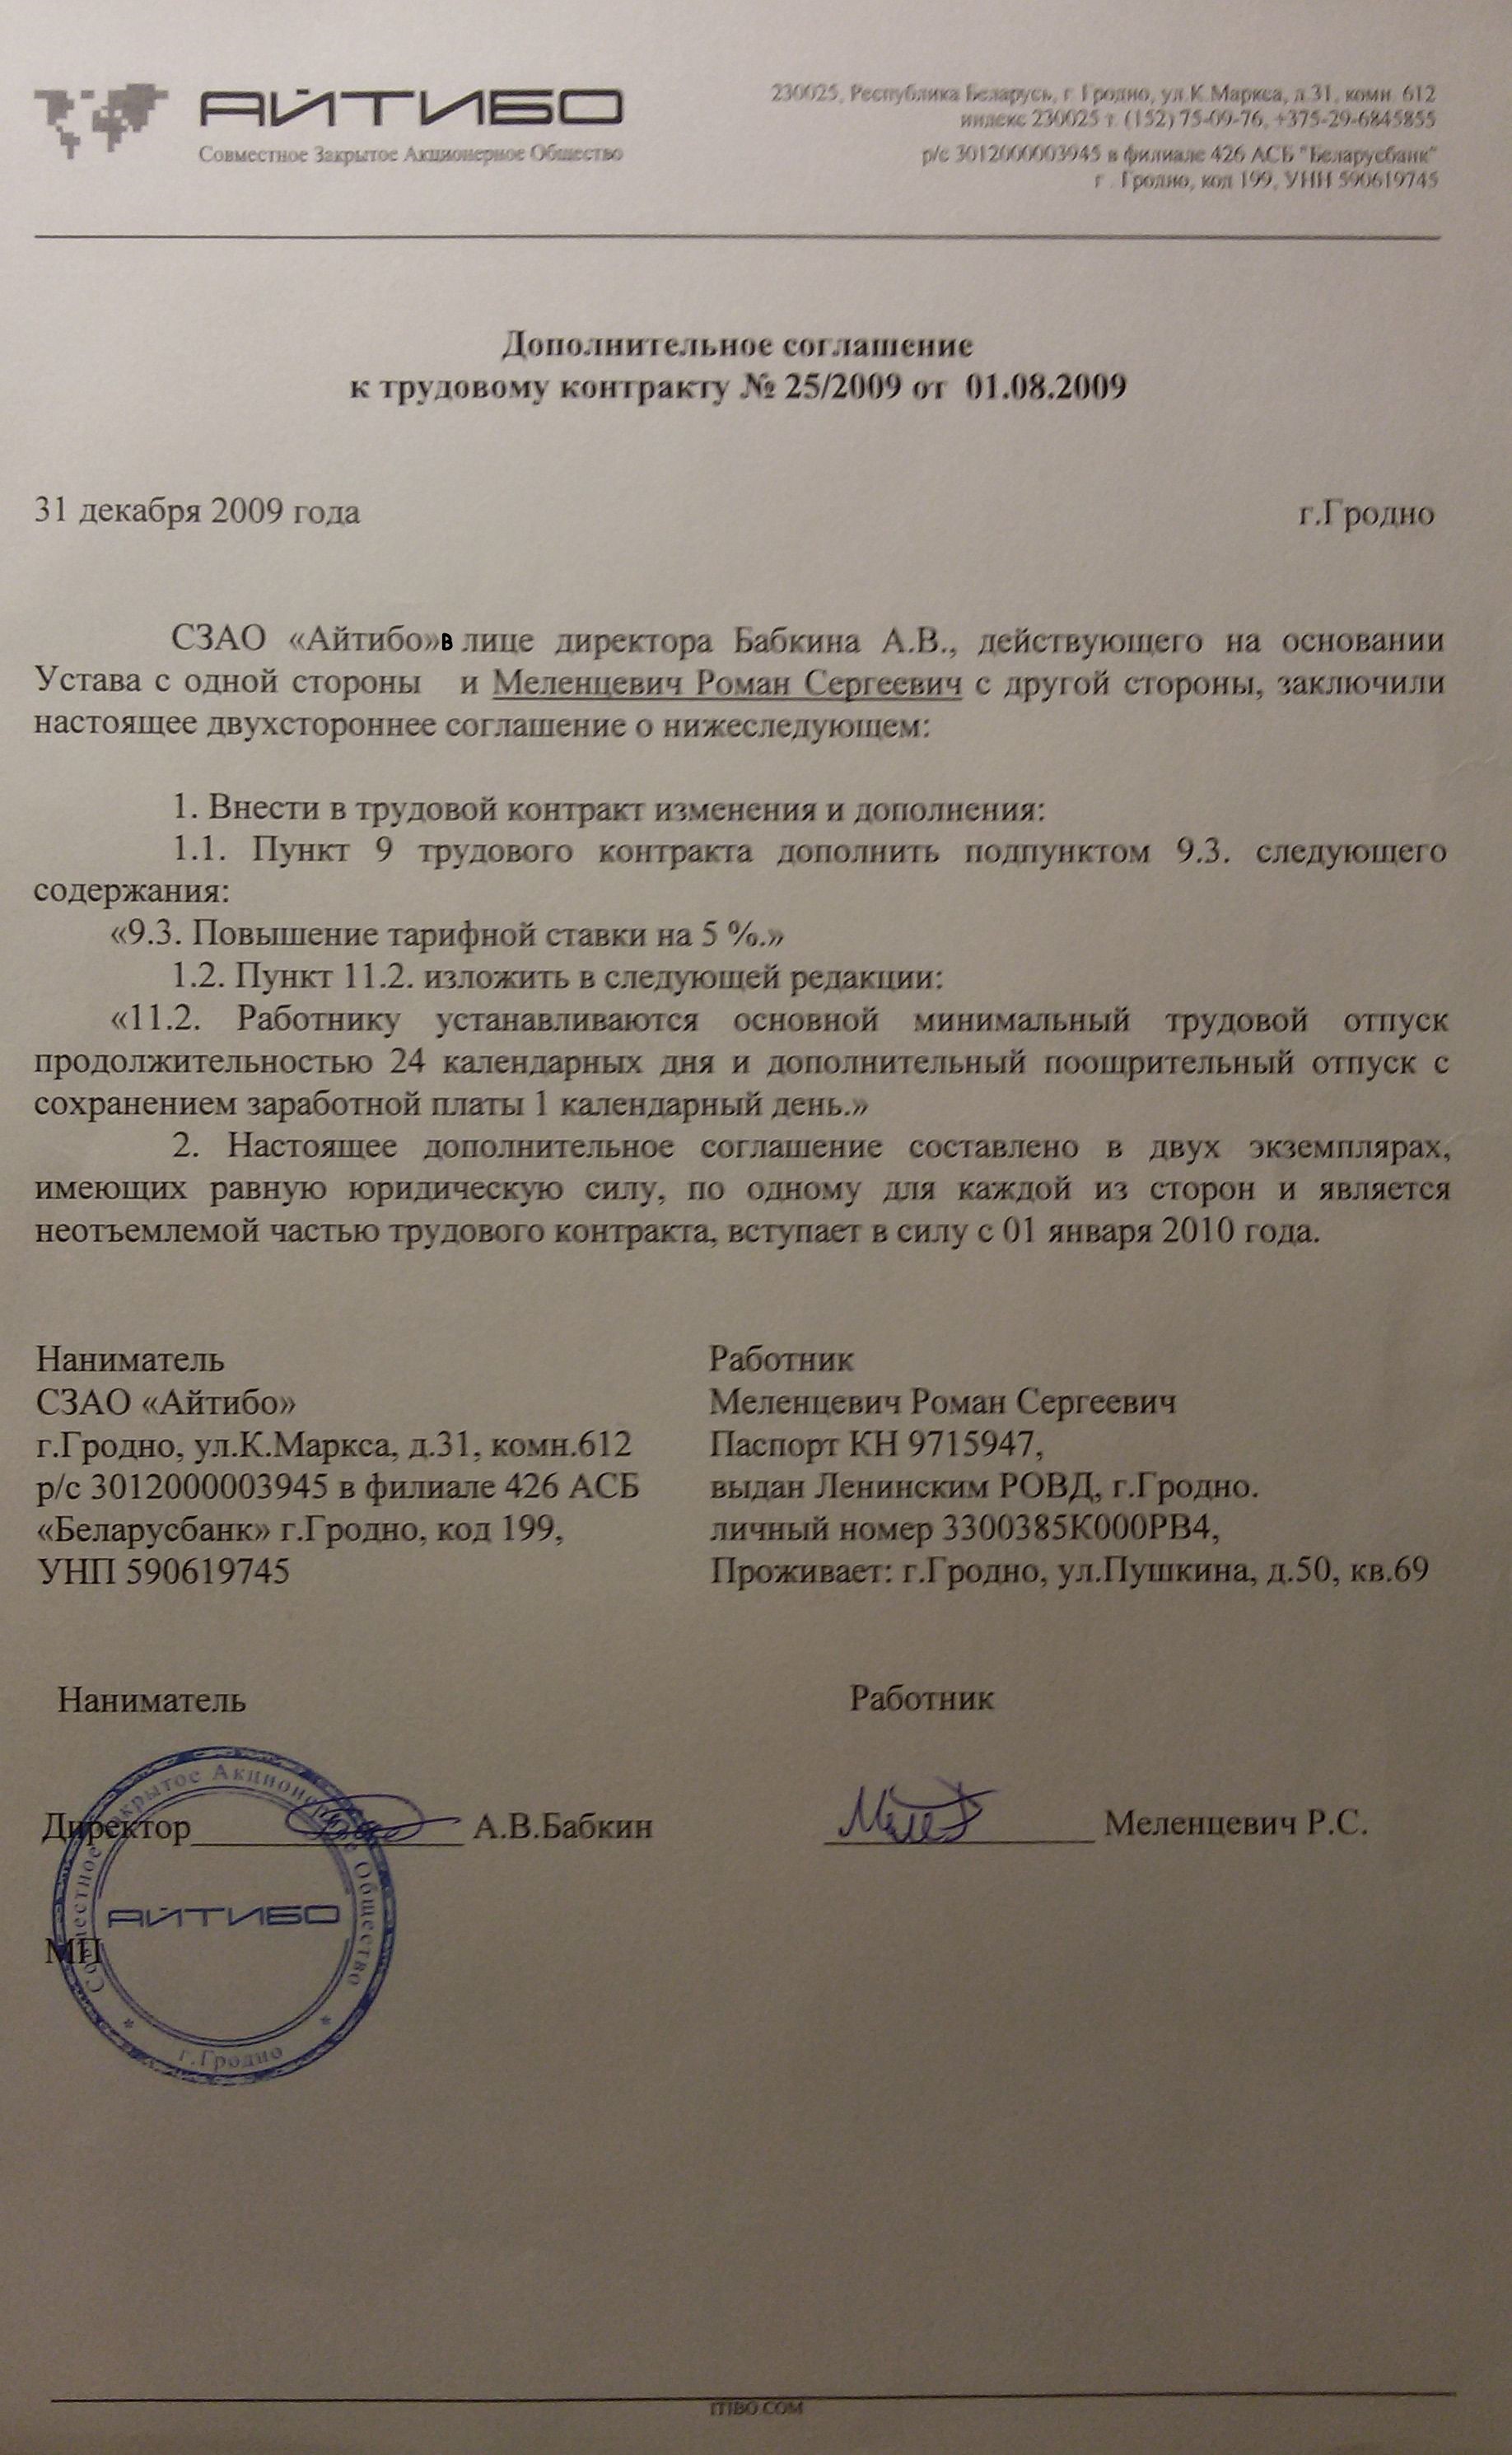 АЙТИБО
Совместное Закрытое Акционерное Общество
230025, Республика Беларусь, г. Гродно, ул.К.Маркса, д.31, комн. 612
индекс 230025 т. (152) 75-09-76, +375-29-6845855
р/с 3012000003945 в филиале 426 АСБ "Беларусбанк"
г . Гродно, код 199, УНН 590619745
Дополнительное соглашение
к трудовому контракту № 25/2009 от 01.08.2009
31 декабря 2009 года г.Гродно
СЗАО «Айтибо»в лице директора Бабкина А.В., действующего на основании
Устава с одной стороны и Меленцевич Роман Сергеевич с другой стороны, заключили
настоящее двухстороннее соглашение о нижеследующем:
1. Внести в трудовой контракт изменения и дополнения:
1.1. Пункт 9 трудового контракта дополнить подпунктом 9.3. следующего
содержания:
«9.3. Повышение тарифной ставки на 5 %.»
1.2. Пункт 11.2. изложить в следующей редакции:
«11.2. Работнику устанавливаются основной минимальный трудовой отпуск
продолжительностью 24 календарных дня и дополнительный поощрительный отпуск с
сохранением заработной платы 1 календарный день.»
2. Настоящее дополнительное соглашение составлено в двух экземплярах,
имеющих равную юридическую силу, по одному для каждой из сторон и является
неотъемлемой частью трудового контракта, вступает в силу с 01 января 2010 года.
Наниматель
СЗАО «Айтибо»
г.Гродно, ул.К.Маркса, д.31, комн.612
р/с 3012000003945 в филиале 426 АСБ
«Беларусбанк» г.Гродно, код 199,
УНП 590619745
Работник
Меленцевич Роман Сергеевич
Паспорт КН 9715947,
выдан Ленинским РОВД, г.Гродно.
личный номер 3300385К000РВ4,
Проживает: г.Гродно, ул.Пушкина, д.50, кв.69
Наниматель
Директор А.В.Бабкин
МП
Работник
Меленцевич Р.С.
Совместное Закрытое Акционерное Общество
АЙТИБО
* г.Гродно *
ITIBO.COM